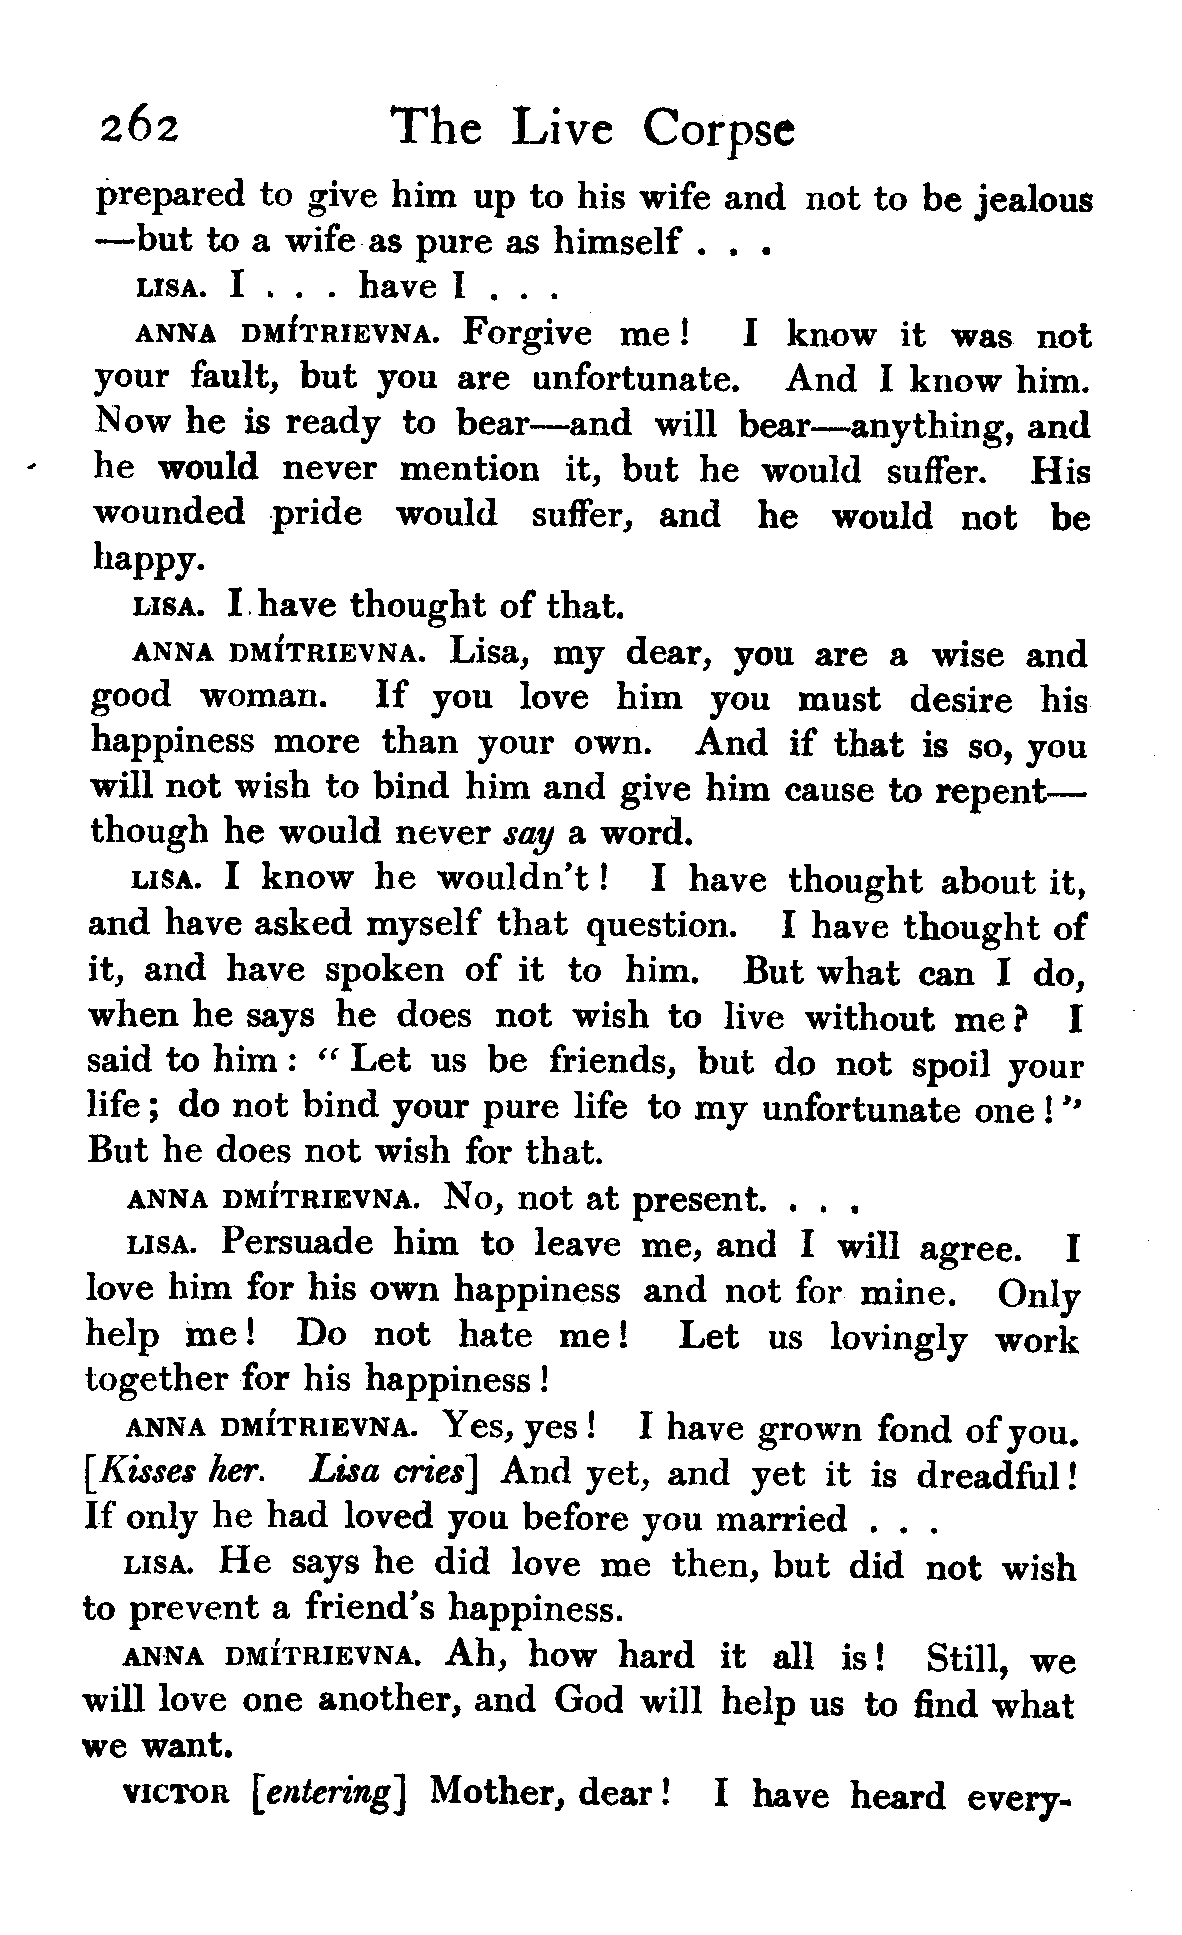 262 The Live Corpse
prepared to give him up to his wife and not to be jealous
—but to a wife as pure as himself . . .
LISA. I . . . have I . . .
ANNA DMÍTRIEVNA. Forgive me ! I know it was not
your fault, but you are unfortunate. And I know him.
Now he is ready to bear—and will bear—anything, and
he would never mention it, but he would suffer. His
wounded pride would suffer, and he would not be
happy.
LISA. I have thought of that.
ANNA DMÍTRIEVNA. Lisa, my dear, you are a wise and
good woman. If you love him you must desire his
happiness more than your own. And if that is so, you
will not wish to bind him and give him cause to repent—
though he would never say a word.
LISA. I know he wouldn't ! I have thought about it,
and have asked myself that question. I have thought of
it, and have spoken of it to him. But what can I do,
when he says he does not wish to live without me ? I
said to him : “ Let us be friends, but do not spoil your
life ; do not bind your pure life to my unfortunate one ! ”
But he does not wish for that.
ANNA DMÍTRIEVNA. No, not at present. . . .
LISA. Persuade him to leave me, and I will agree. I
love him for his own happiness and not for mine. Only
help me ! Do not hate me ! Let us lovingly work
together for his happiness !
ANNA DMÍTRIEVNA. Yes, yes ! I have grown fond of you.
[Kisses her. Lisa cries] And yet, and yet it is dreadful !
If only he had loved you before you married . . .
LISA. He says he did love me then, but did not wish
to prevent a friend's happiness.
ANNA DMÍTRIEVNA. Ah, how hard it all is ! Still, we
will love one another, and God will help us to find what
we want.
VICTOR [entering] Mother, dear ! I have heard every-